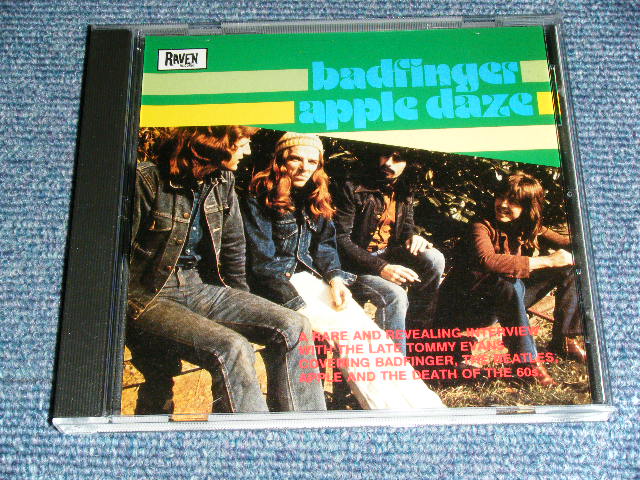 RAVEN
badfinger
apple daze
A RARE AND REVEALING INTERVIEW
WITH THE LATE TOMMY EVANS
COVERING BADFINGER, THE BEATLES,
APPLE AND THE DEATH OF THE 60s.